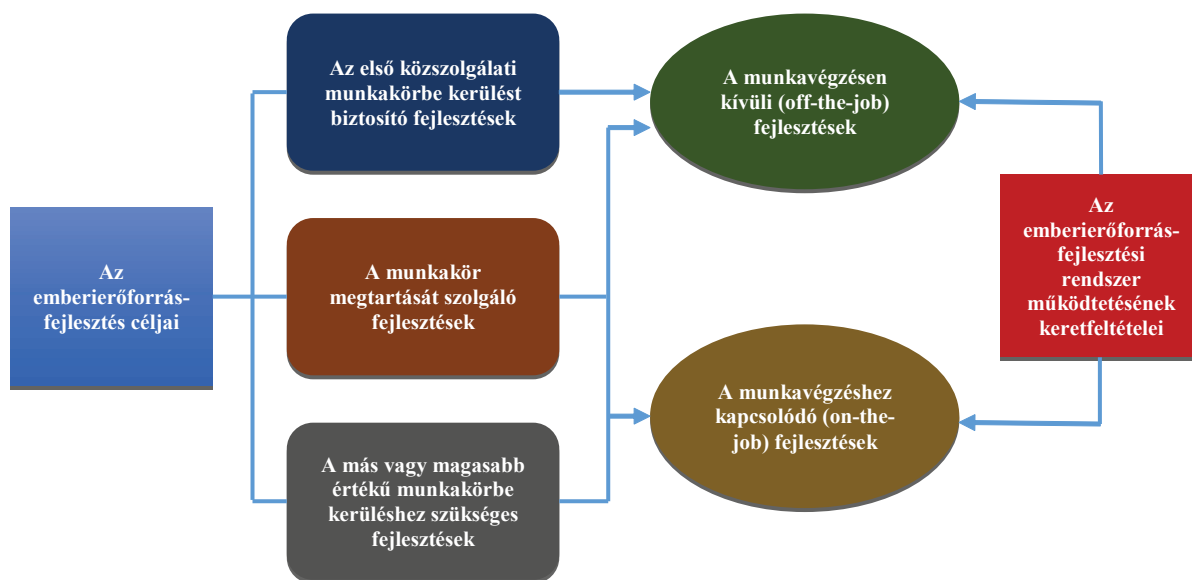 Az
emberierőforrás-
fejlesztés céljai
Az első közszolgálati
munkakörbe kerülést
biztosító fejlesztések
A munkakör
megtartását szolgáló
fejlesztések
A más vagy magasabb
értékű munkakörbe
kerüléshez szükséges
fejlesztések
A munkavégzésen
kívüli (off-the-job)
fejlesztések
A munkavégzéshez
kapcsolódó (on-the-
job) fejlesztések
Az
emberierőforrás-
fejlesztési
rendszer
működtetésének
keretfeltételei